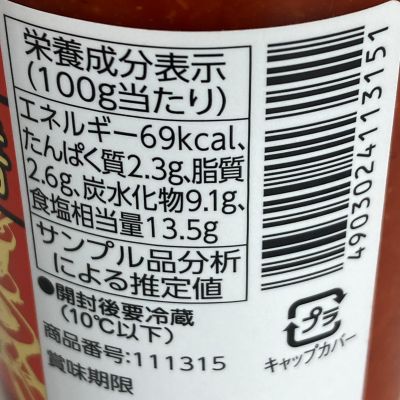 栄養成分表示
(100g当たり)
エネルギー69kcal、
たんぱく質2.3g、脂質
2.6g、炭水化物9.1g、
食塩相当量13.5g
サンプル品分析
による推定値
●開封後要冷蔵
(10℃以下)
商品番号:111315
賞味期限
4903024113151
プラ
キャップカバー